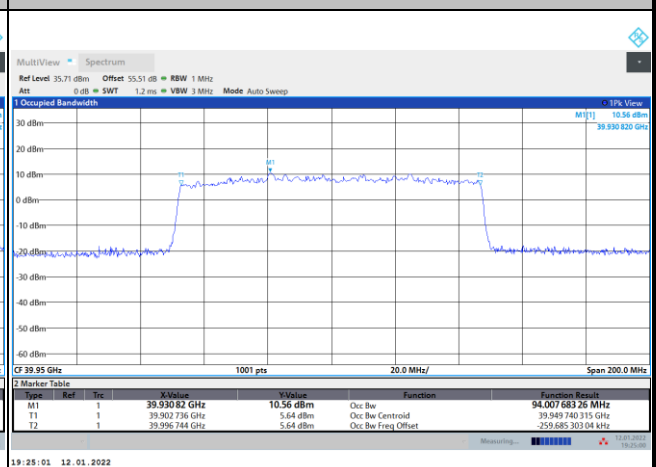 MultiView Spectrum
Ref Level 35.71 dBm Offset 55.51 dB RBW 1 MHz
Att 0 dB SWT 1.2 ms VBW 3 MHz Mode Auto Sweep
1 Occupied Bandwidth 1Pk View
M1[1] 10.56 dBm
39.930 820 GHz
30 dBm
20 dBm
M1
10 dBm
T1 T2
0 dBm
-10 dBm
-20 dBm
-30 dBm
-40 dBm
-50 dBm
-60 dBm
CF 39.95 GHz 1001 pts 20.0 MHz/ Span 200.0 MHz
2 Marker Table
Type Ref Trc X-Value Y-Value Function Function Result
M1 1 39.930 82 GHz 10.56 dBm Occ Bw 94.007 683 26 MHz
T1 1 39.902 736 GHz 5.64 dBm Occ Bw Centroid 39.949 740 315 GHz
T2 1 39.996 744 GHz 5.64 dBm Occ Bw Freq Offset -259.685 303 04 kHz
Measuring... 12.01.2022
19:25:00
19:25:01 12.01.2022